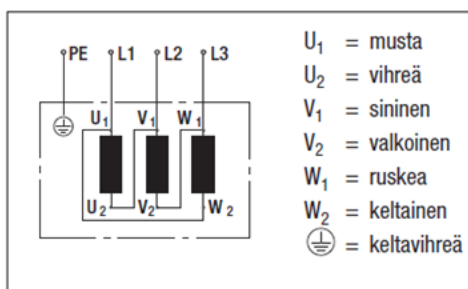 PE L1 L2 L3
U1 V1 W1
U2 V2 W2
U1 = musta
U2 = vihreä
V1 = sininen
V2 = valkoinen
W1 = ruskea
W2 = keltainen
= keltavihreä